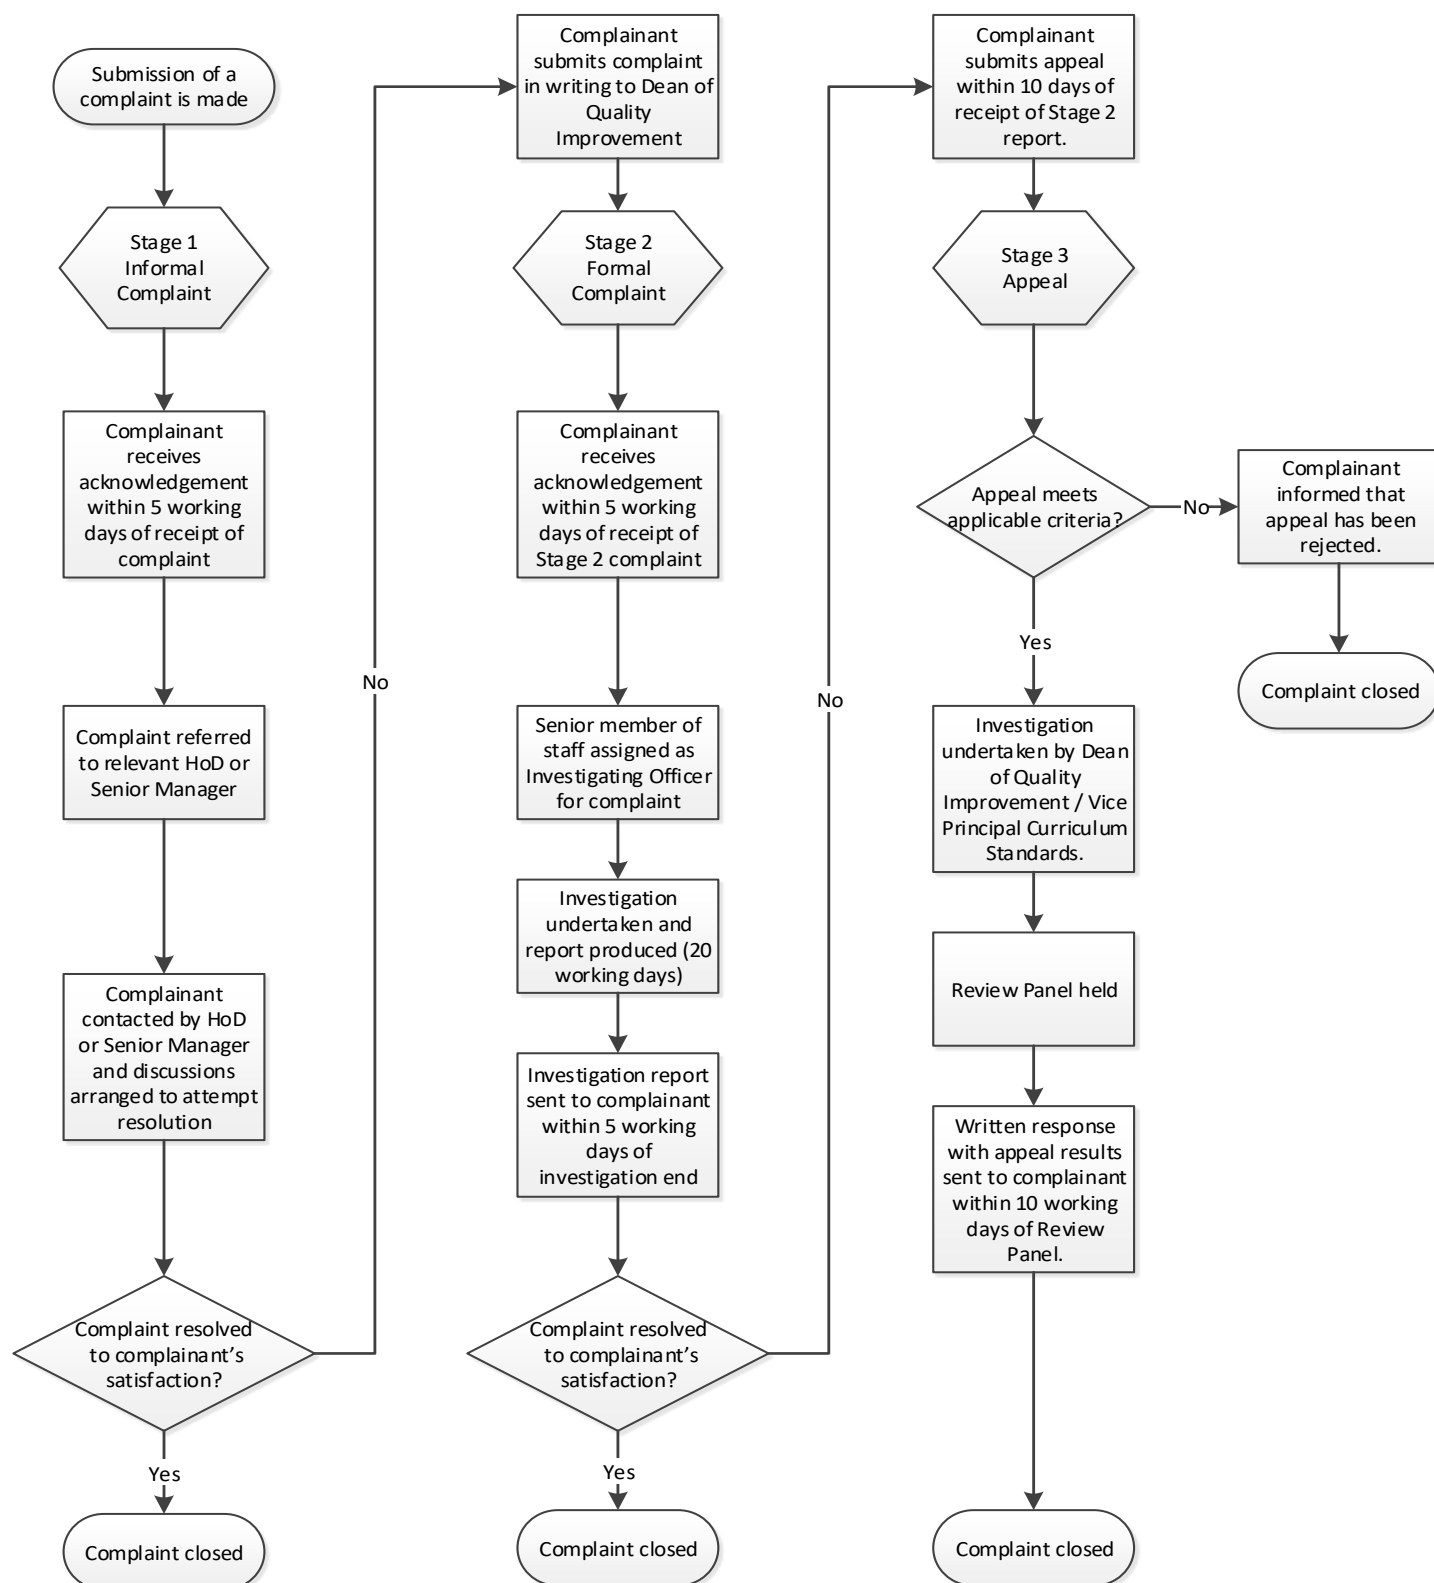 Submission of a
complaint is made
Stage 1
Informal
Complaint
Complainant
receives
acknowledgement
within 5 working
days of receipt of
complaint
Complaint referred
to relevant HoD or
Senior Manager
Complainant
contacted by HoD
or Senior Manager
and discussions
arranged to attempt
resolution
Complaint resolved
to complainant’s
satisfaction?
Yes
Complaint closed
No
Complainant
submits complaint
in writing to Dean of
Quality
Improvement
Stage 2
Formal
Complaint
Complainant
receives
acknowledgement
within 5 working
days of receipt of
Stage 2 complaint
Senior member of
staff assigned as
Investigating Officer
for complaint
Investigation
undertaken and
report produced (20
working days)
Investigation report
sent to complainant
within 5 working
days of
investigation end
Complaint resolved
to complainant’s
satisfaction?
Yes
Complaint closed
No
Complainant
submits appeal
within 10 days of
receipt of Stage 2
report.
Stage 3
Appeal
Appeal meets
applicable criteria?
No
Complainant
informed that
appeal has been
rejected.
Complaint closed
Yes
Investigation
undertaken by Dean
of Quality
Improvement / Vice
Principal Curriculum
Standards.
Review Panel held
Written response
with appeal results
sent to complainant
within 10 working
days of Review
Panel.
Complaint closed